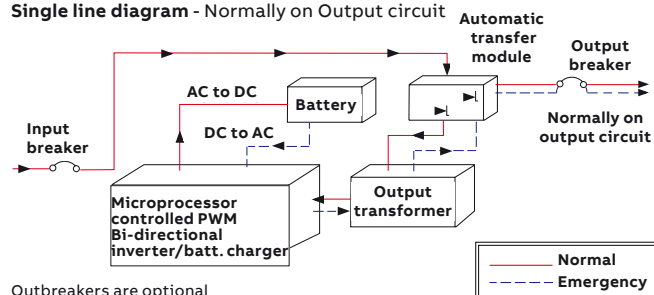 Single line diagram - Normally on Output circuit
Automatic
transfer
module
Output
breaker
AC to DC
Battery
DC to AC
Input
breaker
Normally on
output circuit
Microprocessor
controlled PWM
Bi-directional
inverter/batt. charger
Output
transformer
Normal
Emergency
Outbreakers are optional